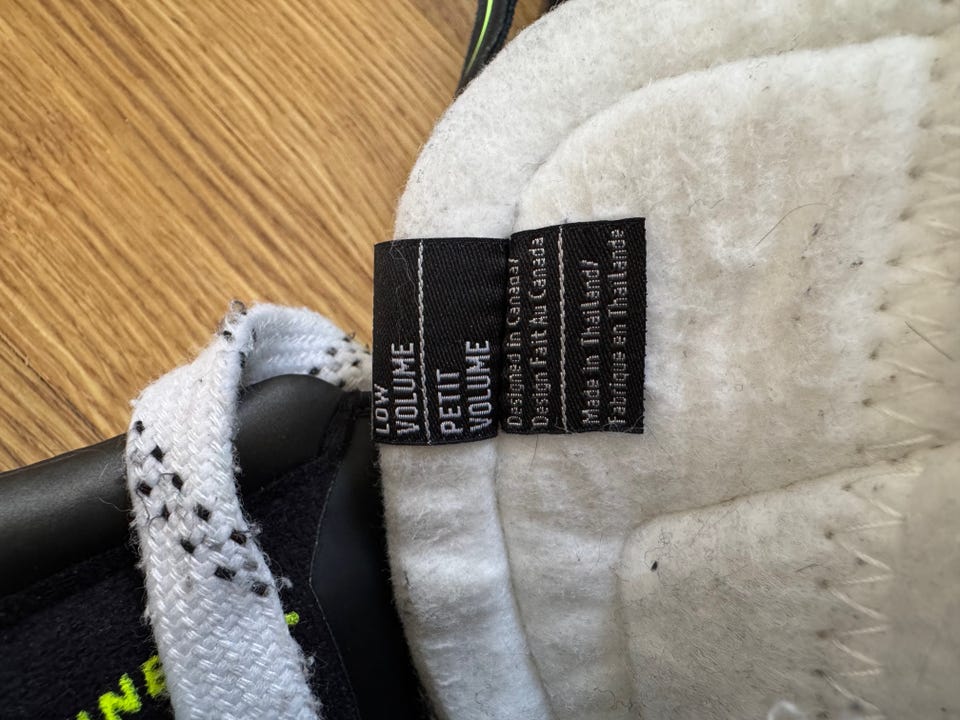 LOW
VOLUME
PETIT
VOLUME
Designed in Canada/
Design Fait Au Canada
Made in Thailand/
Fabriqué en Thaïlande